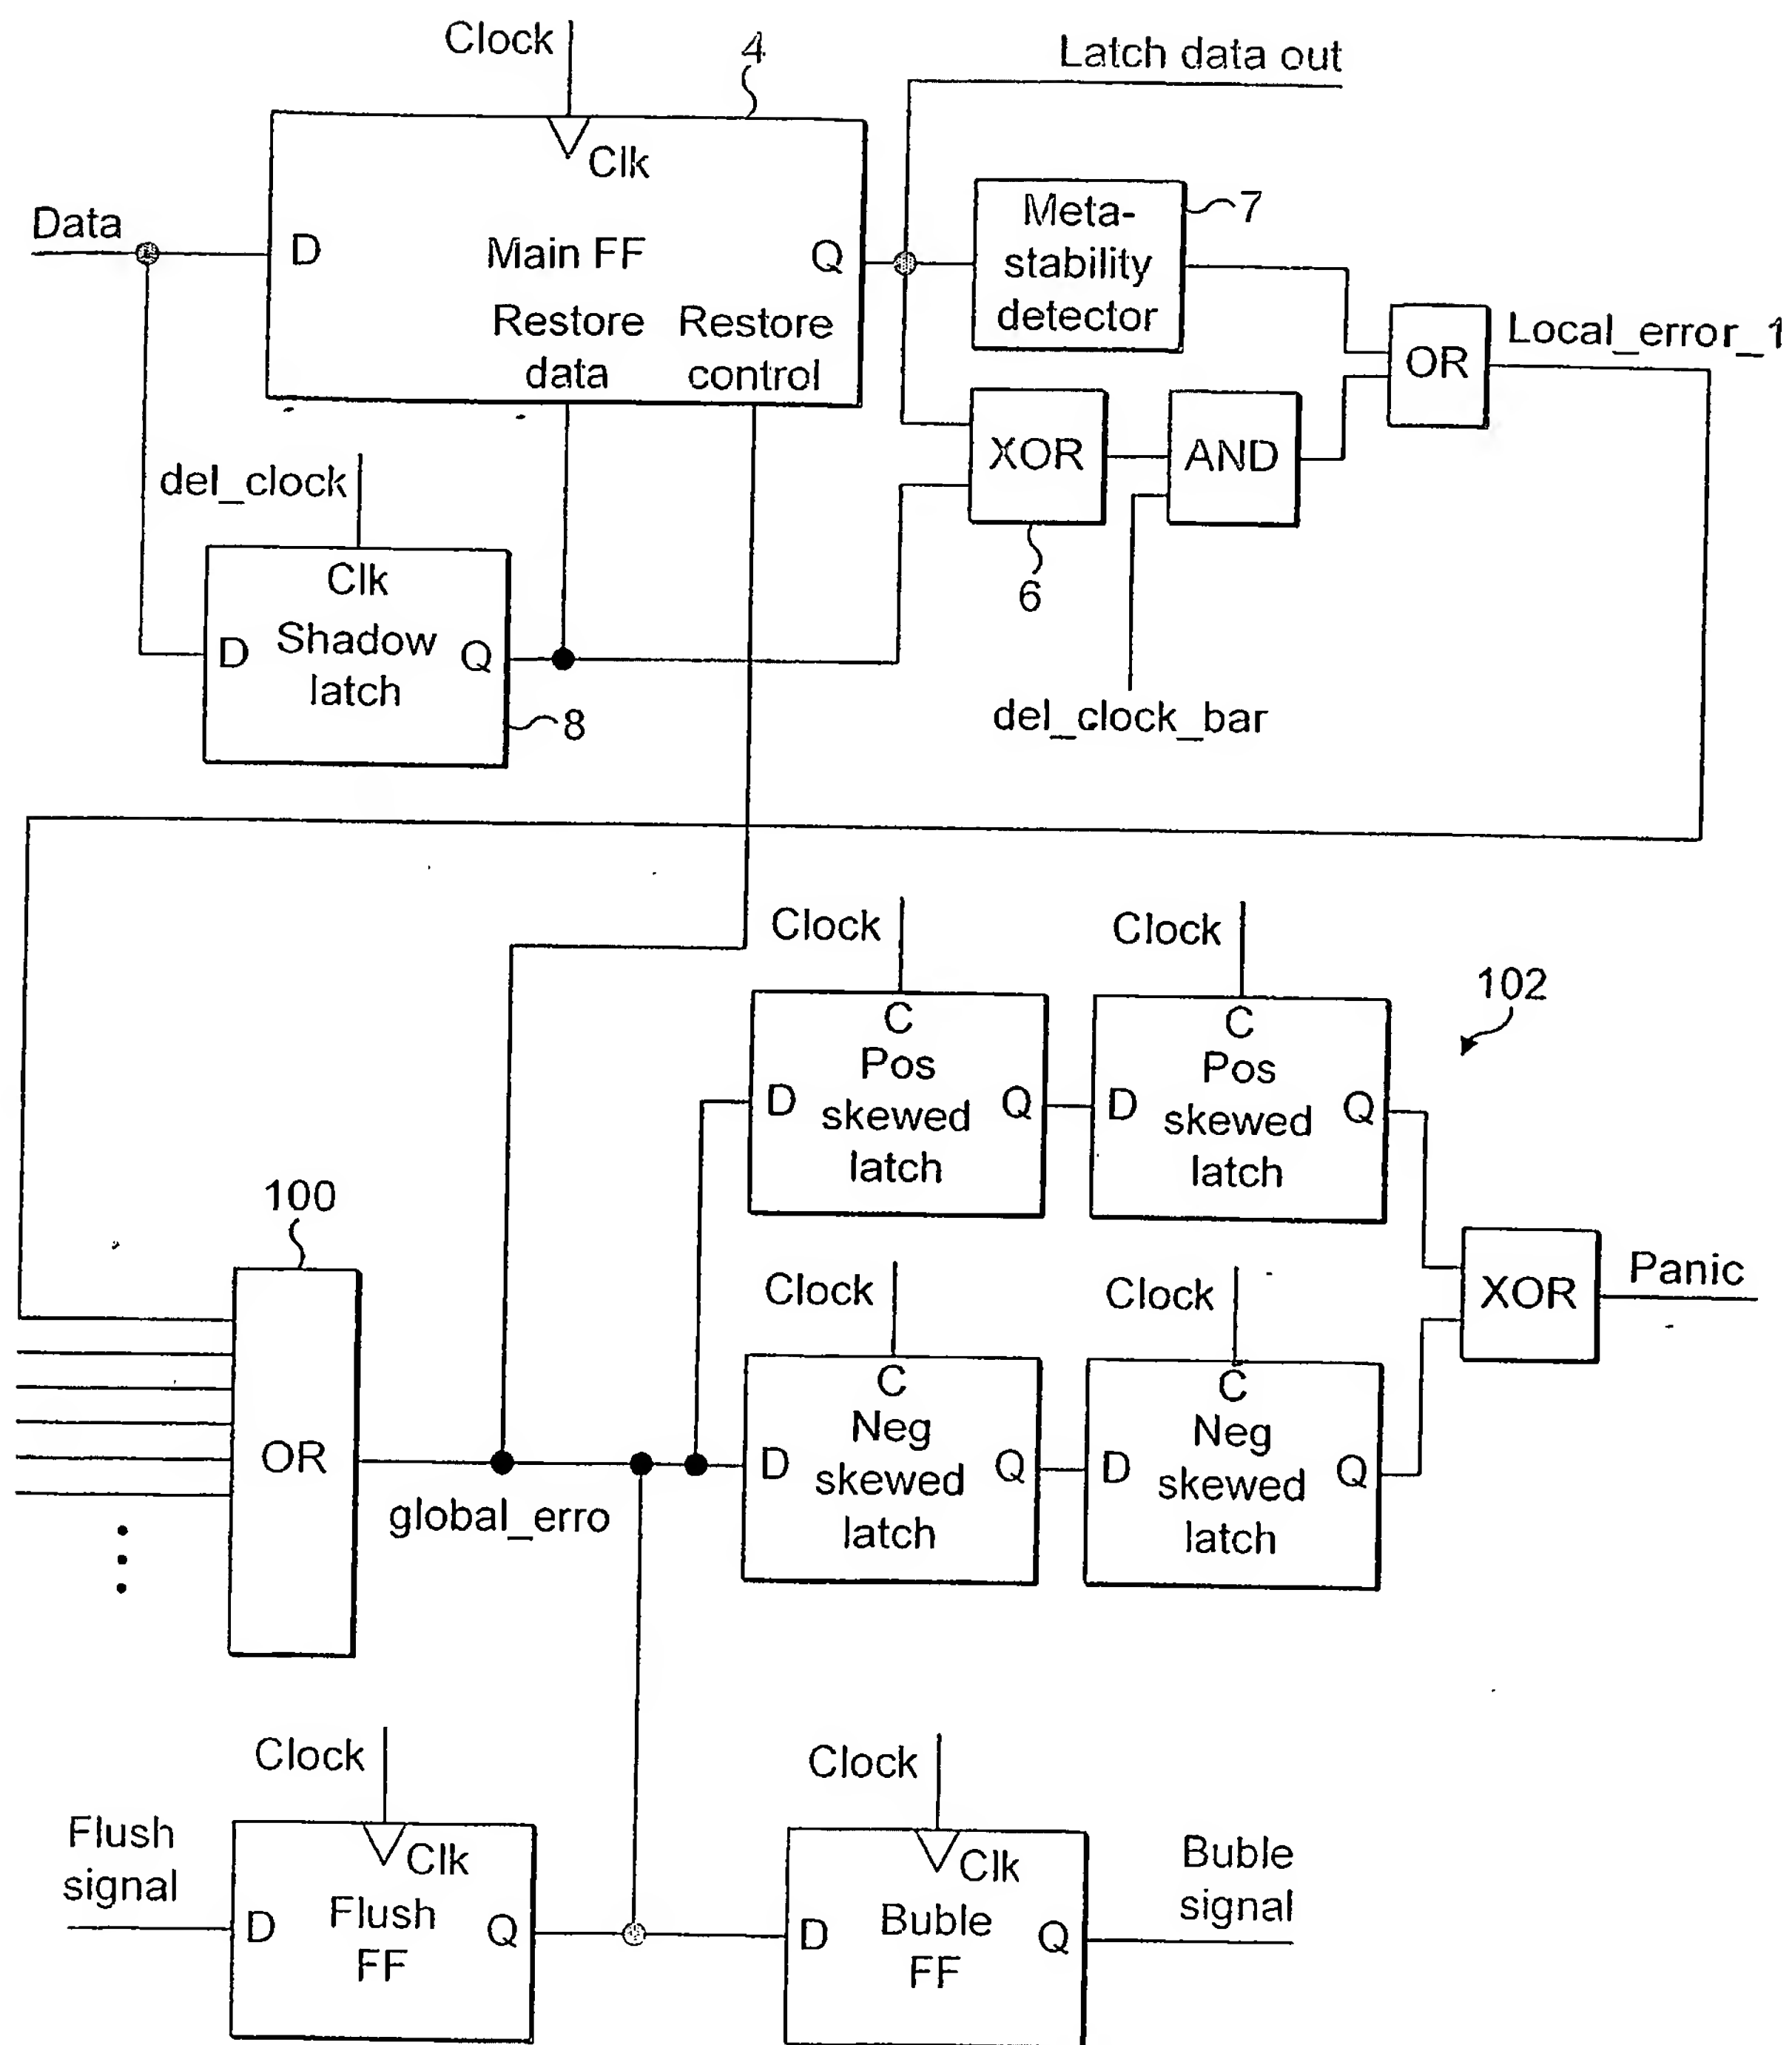 Clock
4
Latch data out
Clk
Data
D
Main FF
Q
Restore data
Restore control
Meta-
stability
detector
7
OR
Local_error_1
XOR
6
AND
del_clock_bar
del_clock
Clk
D
Shadow
latch
Q
8
Clock
Clock
102
C
Pos
skewed
latch
D
Q
C
Pos
skewed
latch
D
Q
100
OR
global_erro
Clock
Clock
C
Neg
skewed
latch
D
Q
C
Neg
skewed
latch
D
Q
XOR
Panic
Clock
Clock
Flush
signal
Clk
D
Flush
FF
Q
Clk
D
Buble
FF
Q
Buble
signal